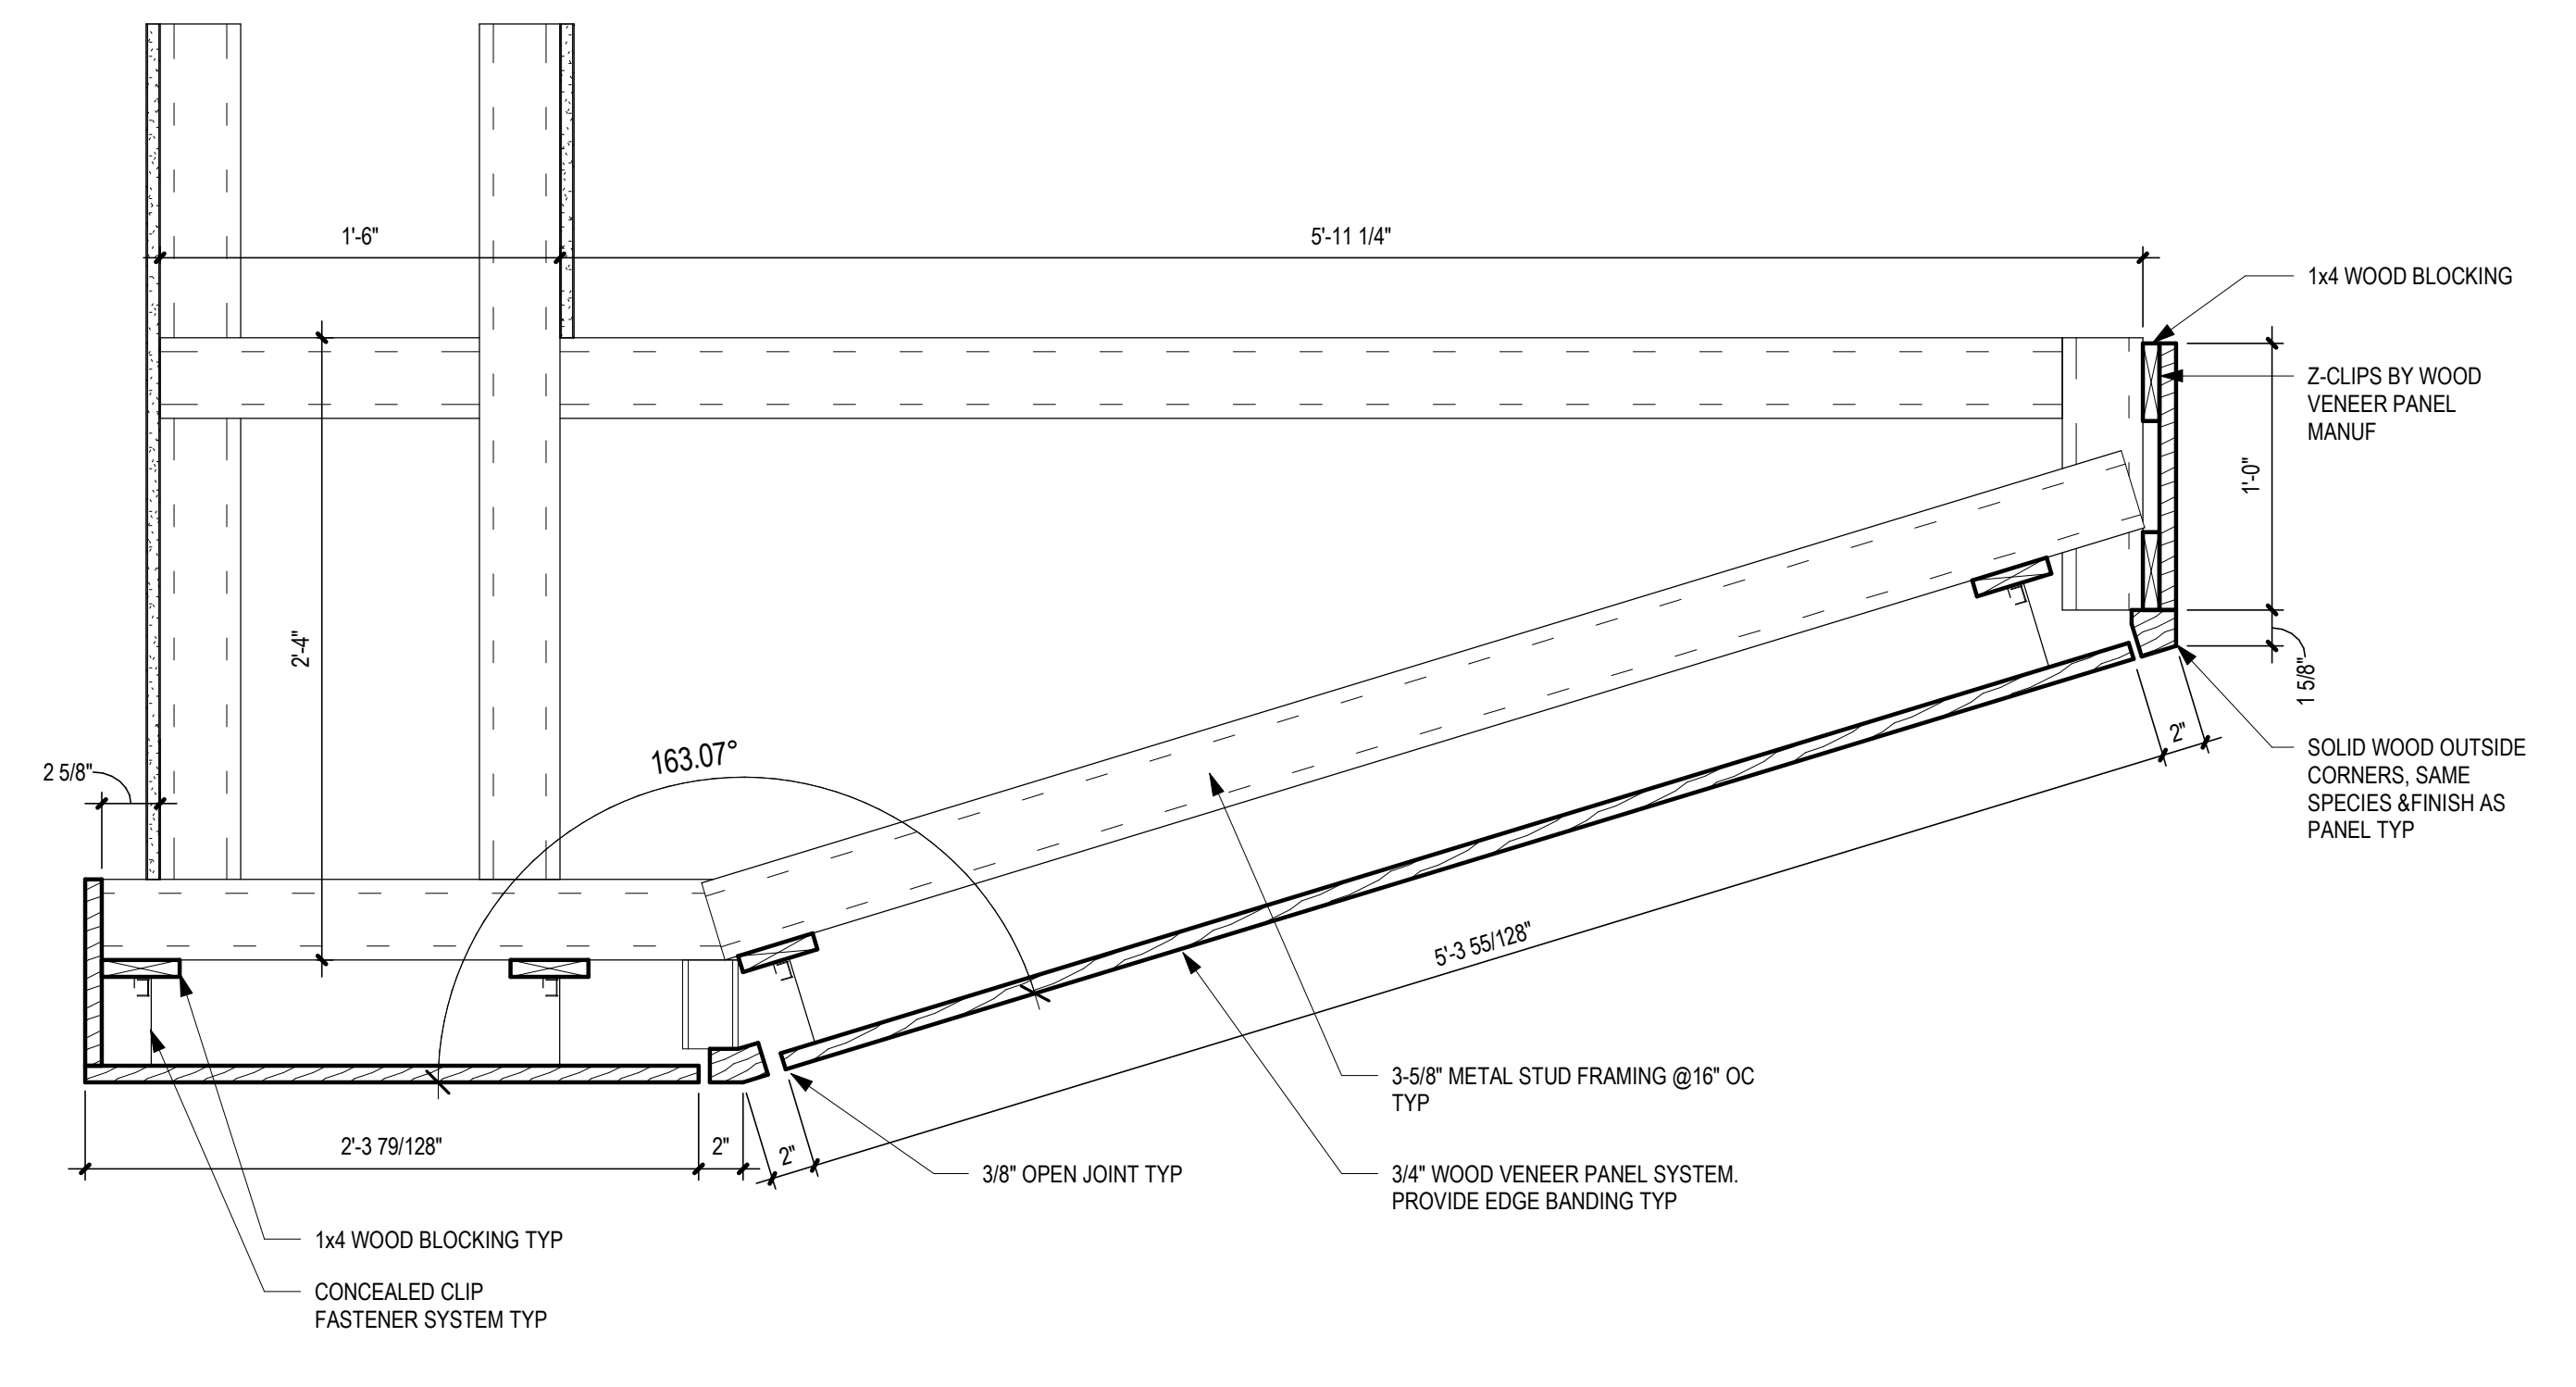 1'-6"
5'-11 1/4"
1x4 WOOD BLOCKING
Z-CLIPS BY WOOD
VENEER PANEL
MANUF
1'-0"
2'-4"
1 5/8"
163.07°
2 5/8"
2"
SOLID WOOD OUTSIDE
CORNERS, SAME
SPECIES &FINISH AS
PANEL TYP
5'-3 55/128"
3-5/8" METAL STUD FRAMING @16" OC
TYP
2'-3 79/128"
2"
2"
3/8" OPEN JOINT TYP
3/4" WOOD VENEER PANEL SYSTEM.
PROVIDE EDGE BANDING TYP
1x4 WOOD BLOCKING TYP
CONCEALED CLIP
FASTENER SYSTEM TYP